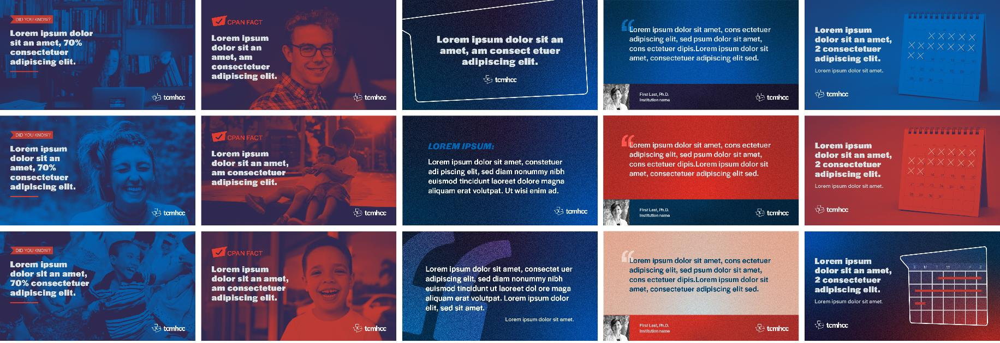 DID YOU KNOW?
Lorem ipsum dolor
sit an amet, 70%
consectetuer
adipiscing elit.
tcmhcc
CPAN FACT
Lorem ipsum
dolor sit an
amet, am
consectetuer
adipiscing elit.
tcmhcc
Lorem ipsum dolor sit an
amet, am consect etuer
adipiscing elit.
tcmhcc
“
Lorem ipsum dolor sit amet, cons ectetuer
adipiscing elit, sed psum dolor sit amet,
cons ectetuer dipis.Lorem ipsum dolor sit
amet, consectetuer adipiscing elit sed.
First Last, Ph.D.
Institution name
tcmhcc
Lorem ipsum
dolor sit an amet,
2 consectetuer
adipiscing elit.
Lorem ipsum dolor sit amet.
tcmhcc
DID YOU KNOW?
Lorem ipsum
dolor sit an
amet, 70%
consectetuer
adipiscing elit.
tcmhcc
CPAN FACT
Lorem ipsum
dolor sit an amet,
am consectetuer
adipiscing elit.
tcmhcc
LOREM IPSUM:
Lorem ipsum dolor sit amet, constetuer
adi piscing elit, sed diam nonummy nibh
euismod tincidunt laoreet dolore magna
aliquam erat volutpat. Ut wisi enim ad.
tcmhcc
“
Lorem ipsum dolor sit amet, cons ectetuer
adipiscing elit, sed psum dolor sit amet,
cons ectetuer dipis.Lorem ipsum dolor sit
amet, consectetuer adipiscing elit sed.
First Last, Ph.D.
Institution name
tcmhcc
Lorem ipsum
dolor sit an amet,
2 consectetuer
adipiscing elit.
Lorem ipsum dolor sit amet.
tcmhcc
DID YOU KNOW?
Lorem ipsum
dolor sit an amet,
70% consectetuer
adipiscing elit.
tcmhcc
CPAN FACT
Lorem ipsum
dolor sit an amet,
am consectetuer
adipiscing elit.
tcmhcc
“
Lorem ipsum dolor sit amet, consectet uer
adipiscing elit, sed diam nonummy nibh
euismod tincidunt ut laoreet dol ore maga
aliquam erat volutpat. Lorem ipsum dolor
elit, sed sit amet.
Lorem ipsum dolor sit amet.
“
Lorem ipsum dolor sit amet, cons ectetuer
adipiscing elit, sed psum dolor sit amet,
cons ectetuer dipis.Lorem ipsum dolor sit
amet, consectetuer adipiscing elit sed.
First Last, Ph.D.
Institution name
tcmhcc
Lorem ipsum
dolor sit an amet,
2 consectetuer
adipiscing elit.
Lorem ipsum dolor sit amet.
tcmhcc
S M T W T F S